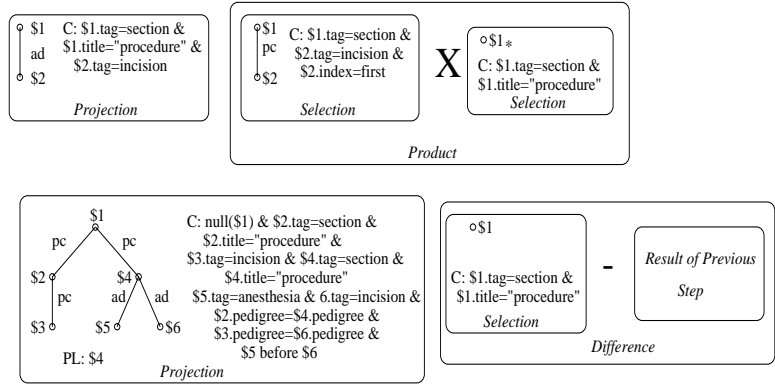 $1
ad
$2
C: $1.tag=section &
$1.title="procedure" &
$2.tag=incision
Projection
$1
pc
$2
C: $1.tag=section &
$2.tag=incision &
$2.index=first
Selection
X
$1*
C: $1.tag=section &
$1.title="procedure"
Selection
Product
$1
pc pc
$2 $4
pc ad ad
$3 $5 $6
PL: $4
C: null($1) & $2.tag=section &
$2.title="procedure" &
$3.tag=incision & $4.tag=section &
$4.title="procedure"
$5.tag=anesthesia & 6.tag=incision &
$2.pedigree=$4.pedigree &
$3.pedigree=$6.pedigree &
$5 before $6
Projection
$1
C: $1.tag=section &
$1.title="procedure"
Selection
-
Result of Previous
Step
Difference